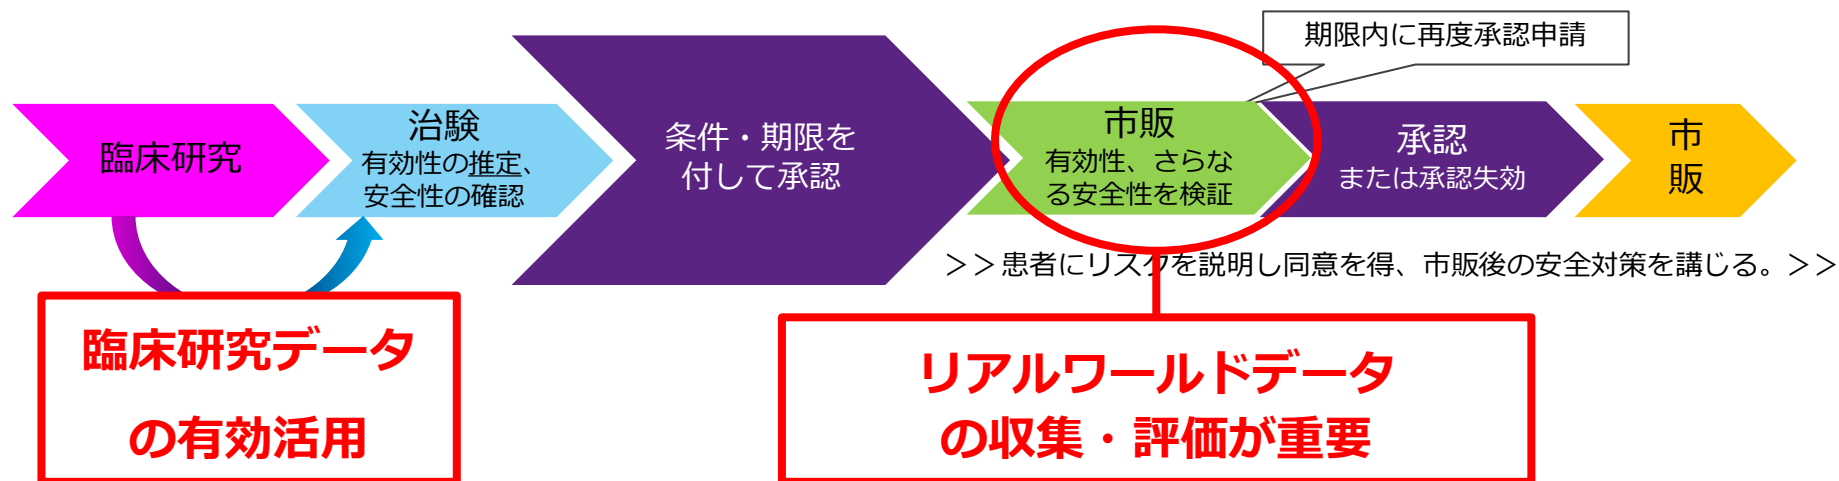 期限内に再度承認申請
臨床研究
治験
有効性の推定、
安全性の確認
条件・期限を
付して承認
市販
有効性、さらな
る安全性を検証
承認
または承認失効
市
販
＞＞患者にリスクを説明し同意を得、市販後の安全対策を講じる。＞＞
臨床研究データ
の有効活用
リアルワールドデータ
の収集・評価が重要